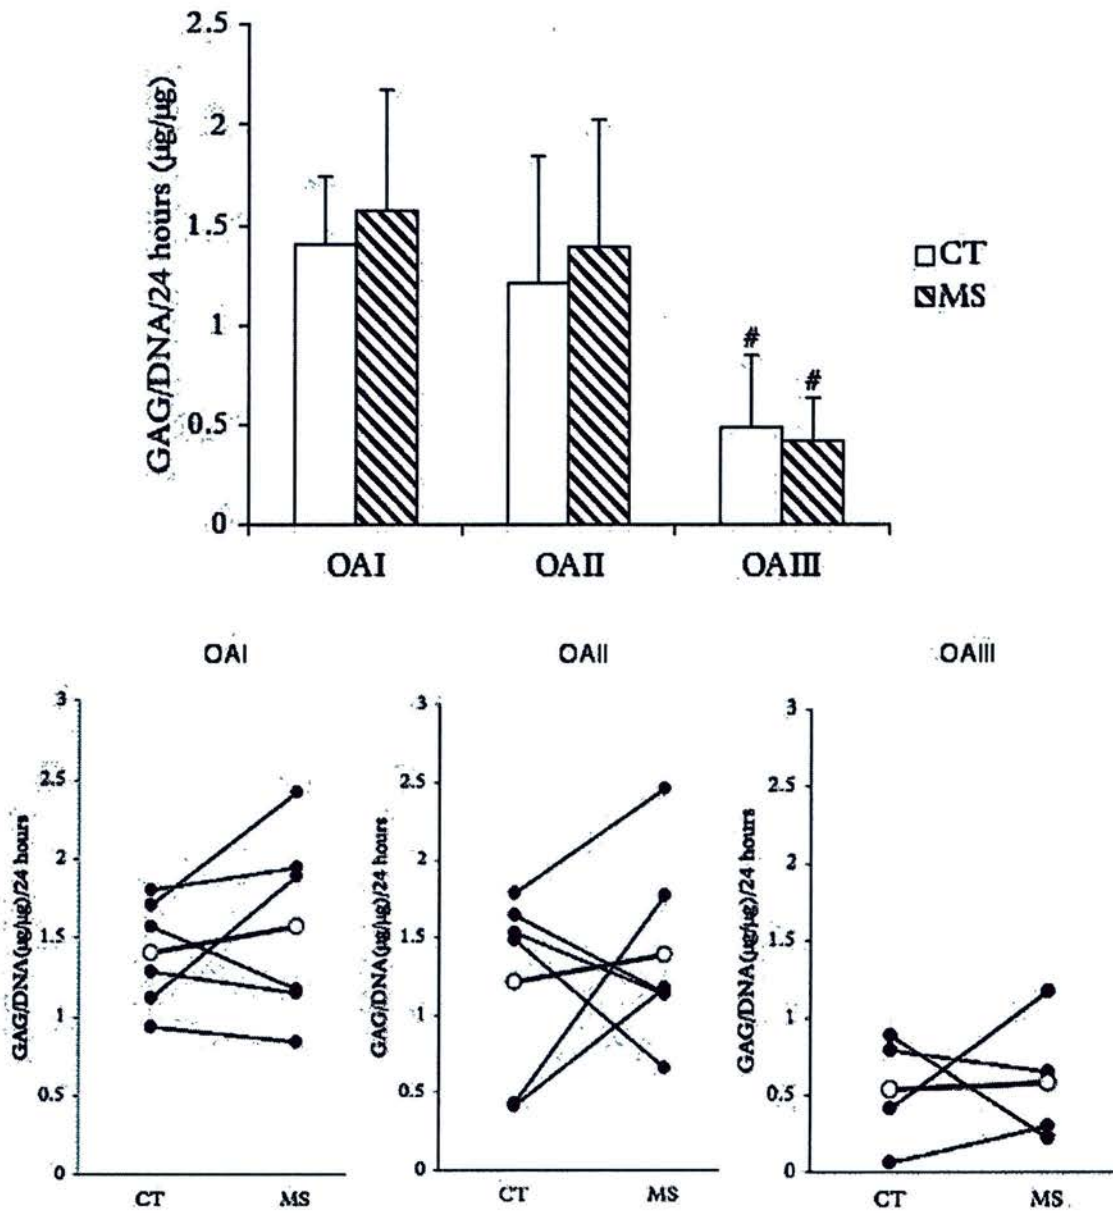 2.5
2
1.5
1
0.5
0
GAG/DNA/24 hours (µg/µg)
# #
OAI OAII OAIII
CT
MS
OAI OAII OAIII
3
2.5
2
1.5
1
0.5
0
GAG/DNA(µg/µg)/24 hours
CT MS
3
2.5
2
1.5
1
0.5
0
GAG/DNA(µg/µg)/24 hours
CT MS
3
2.5
2
1.5
1
0.5
0
GAG/DNA(µg/µg)/24 hours
CT MS